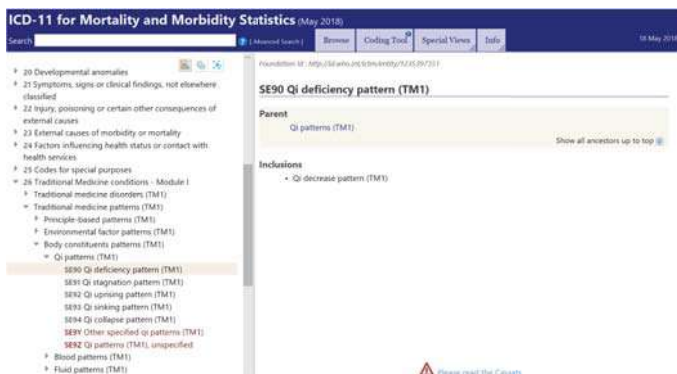 ICD-11 for Mortality and Morbidity Statistics (May 2018)
Search
[ Advanced Search ]
Browse
Coding Tool
Special Views
Info
18 May 2018
20 Developmental anomalies
21 Symptoms, signs or clinical findings, not elsewhere
classified
22 Injury, poisoning or certain other consequences of
external causes
23 External causes of morbidity or mortality
24 Factors influencing health status or contact with
health services
25 Codes for special purposes
26 Traditional Medicine conditions - Module I
Traditional medicine disorders (TM1)
Traditional medicine patterns (TM1)
Principle-based patterns (TM1)
Environmental factor patterns (TM1)
Body constituents patterns (TM1)
Qi patterns (TM1)
SE90 Qi deficiency pattern (TM1)
SE91 Qi stagnation pattern (TM1)
SE92 Qi uprising pattern (TM1)
SE93 Qi sinking pattern (TM1)
SE94 Qi collapse pattern (TM1)
SE9Y Other specified qi patterns (TM1)
SE9Z Qi patterns (TM1), unspecified
Blood patterns (TM1)
Fluid patterns (TM1)
Foundation Id :
SE90 Qi deficiency pattern (TM1)
Parent
Qi patterns (TM1)
Show all ancestors up to top
Inclusions
• Qi decrease pattern (TM1)
Please read the Caveats